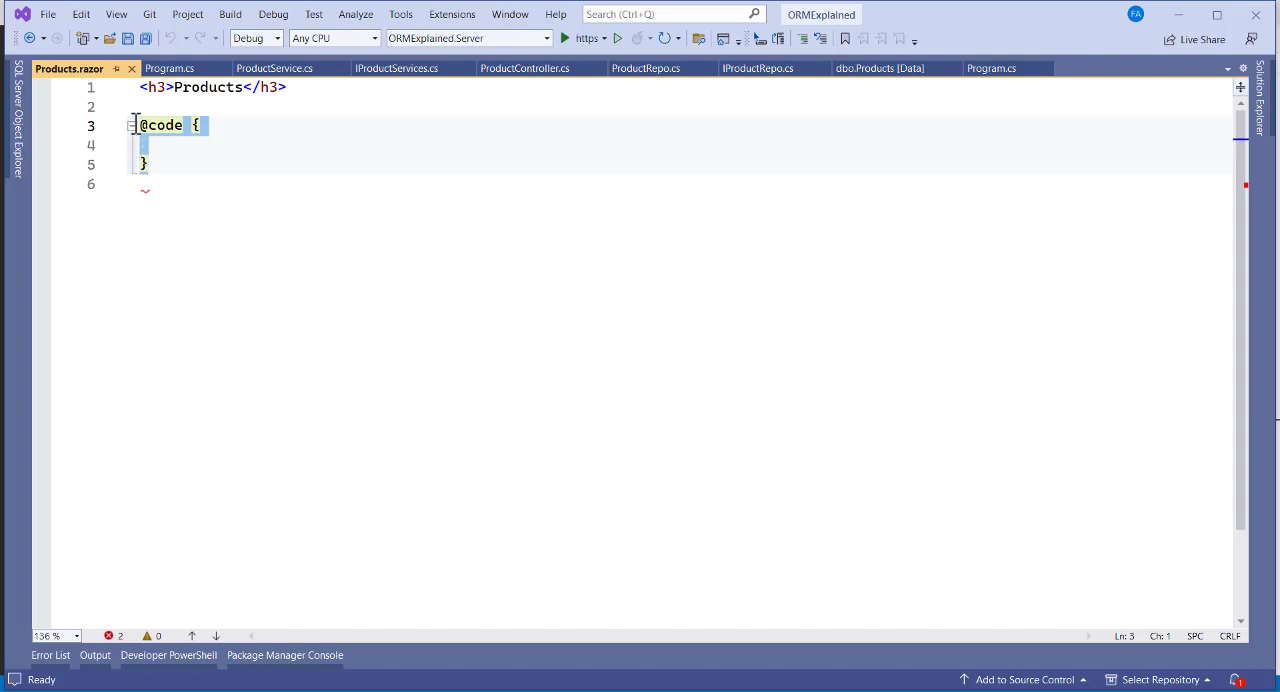 File Edit View Git Project Build Debug Test Analyze Tools Extensions Window Help Search (Ctrl+Q) ORMExplained FA
Debug Any CPU ORMExplained.Server https Live Share
Products.razor Program.cs ProductService.cs IProductServices.cs ProductController.cs ProductRepo.cs IProductRepo.cs dbo.Products [Data] Program.cs
SQL Server Object Explorer
Solution Explorer
1 <h3>Products</h3>
2
3 @code {
4
5 }
6
136 % 2 0 Ln: 3 Ch: 1 SPC CRLF
Error List Output Developer PowerShell Package Manager Console
Ready Add to Source Control Select Repository 1